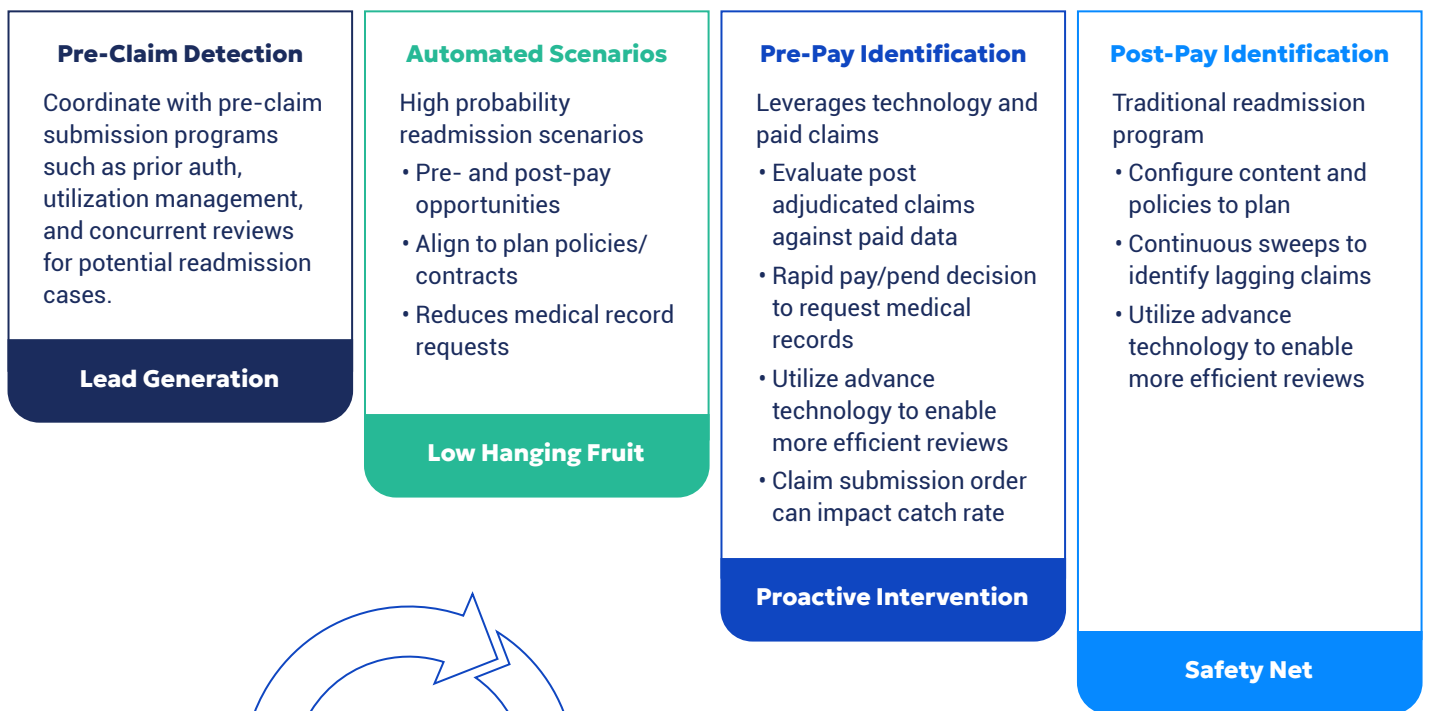 Pre-Claim Detection
Coordinate with pre-claim
submission programs
such as prior auth,
utilization management,
and concurrent reviews
for potential readmission
cases.
Lead Generation
Automated Scenarios
High probability
readmission scenarios
• Pre- and post-pay
opportunities
• Align to plan policies/
contracts
• Reduces medical record
requests
Low Hanging Fruit
Pre-Pay Identification
Leverages technology and
paid claims
• Evaluate post
adjudicated claims
against paid data
• Rapid pay/pend decision
to request medical
records
• Utilize advance
technology to enable
more efficient reviews
• Claim submission order
can impact catch rate
Proactive Intervention
Post-Pay Identification
Traditional readmission
program
• Configure content and
policies to plan
• Continuous sweeps to
identify lagging claims
• Utilize advance
technology to enable
more efficient reviews
Safety Net